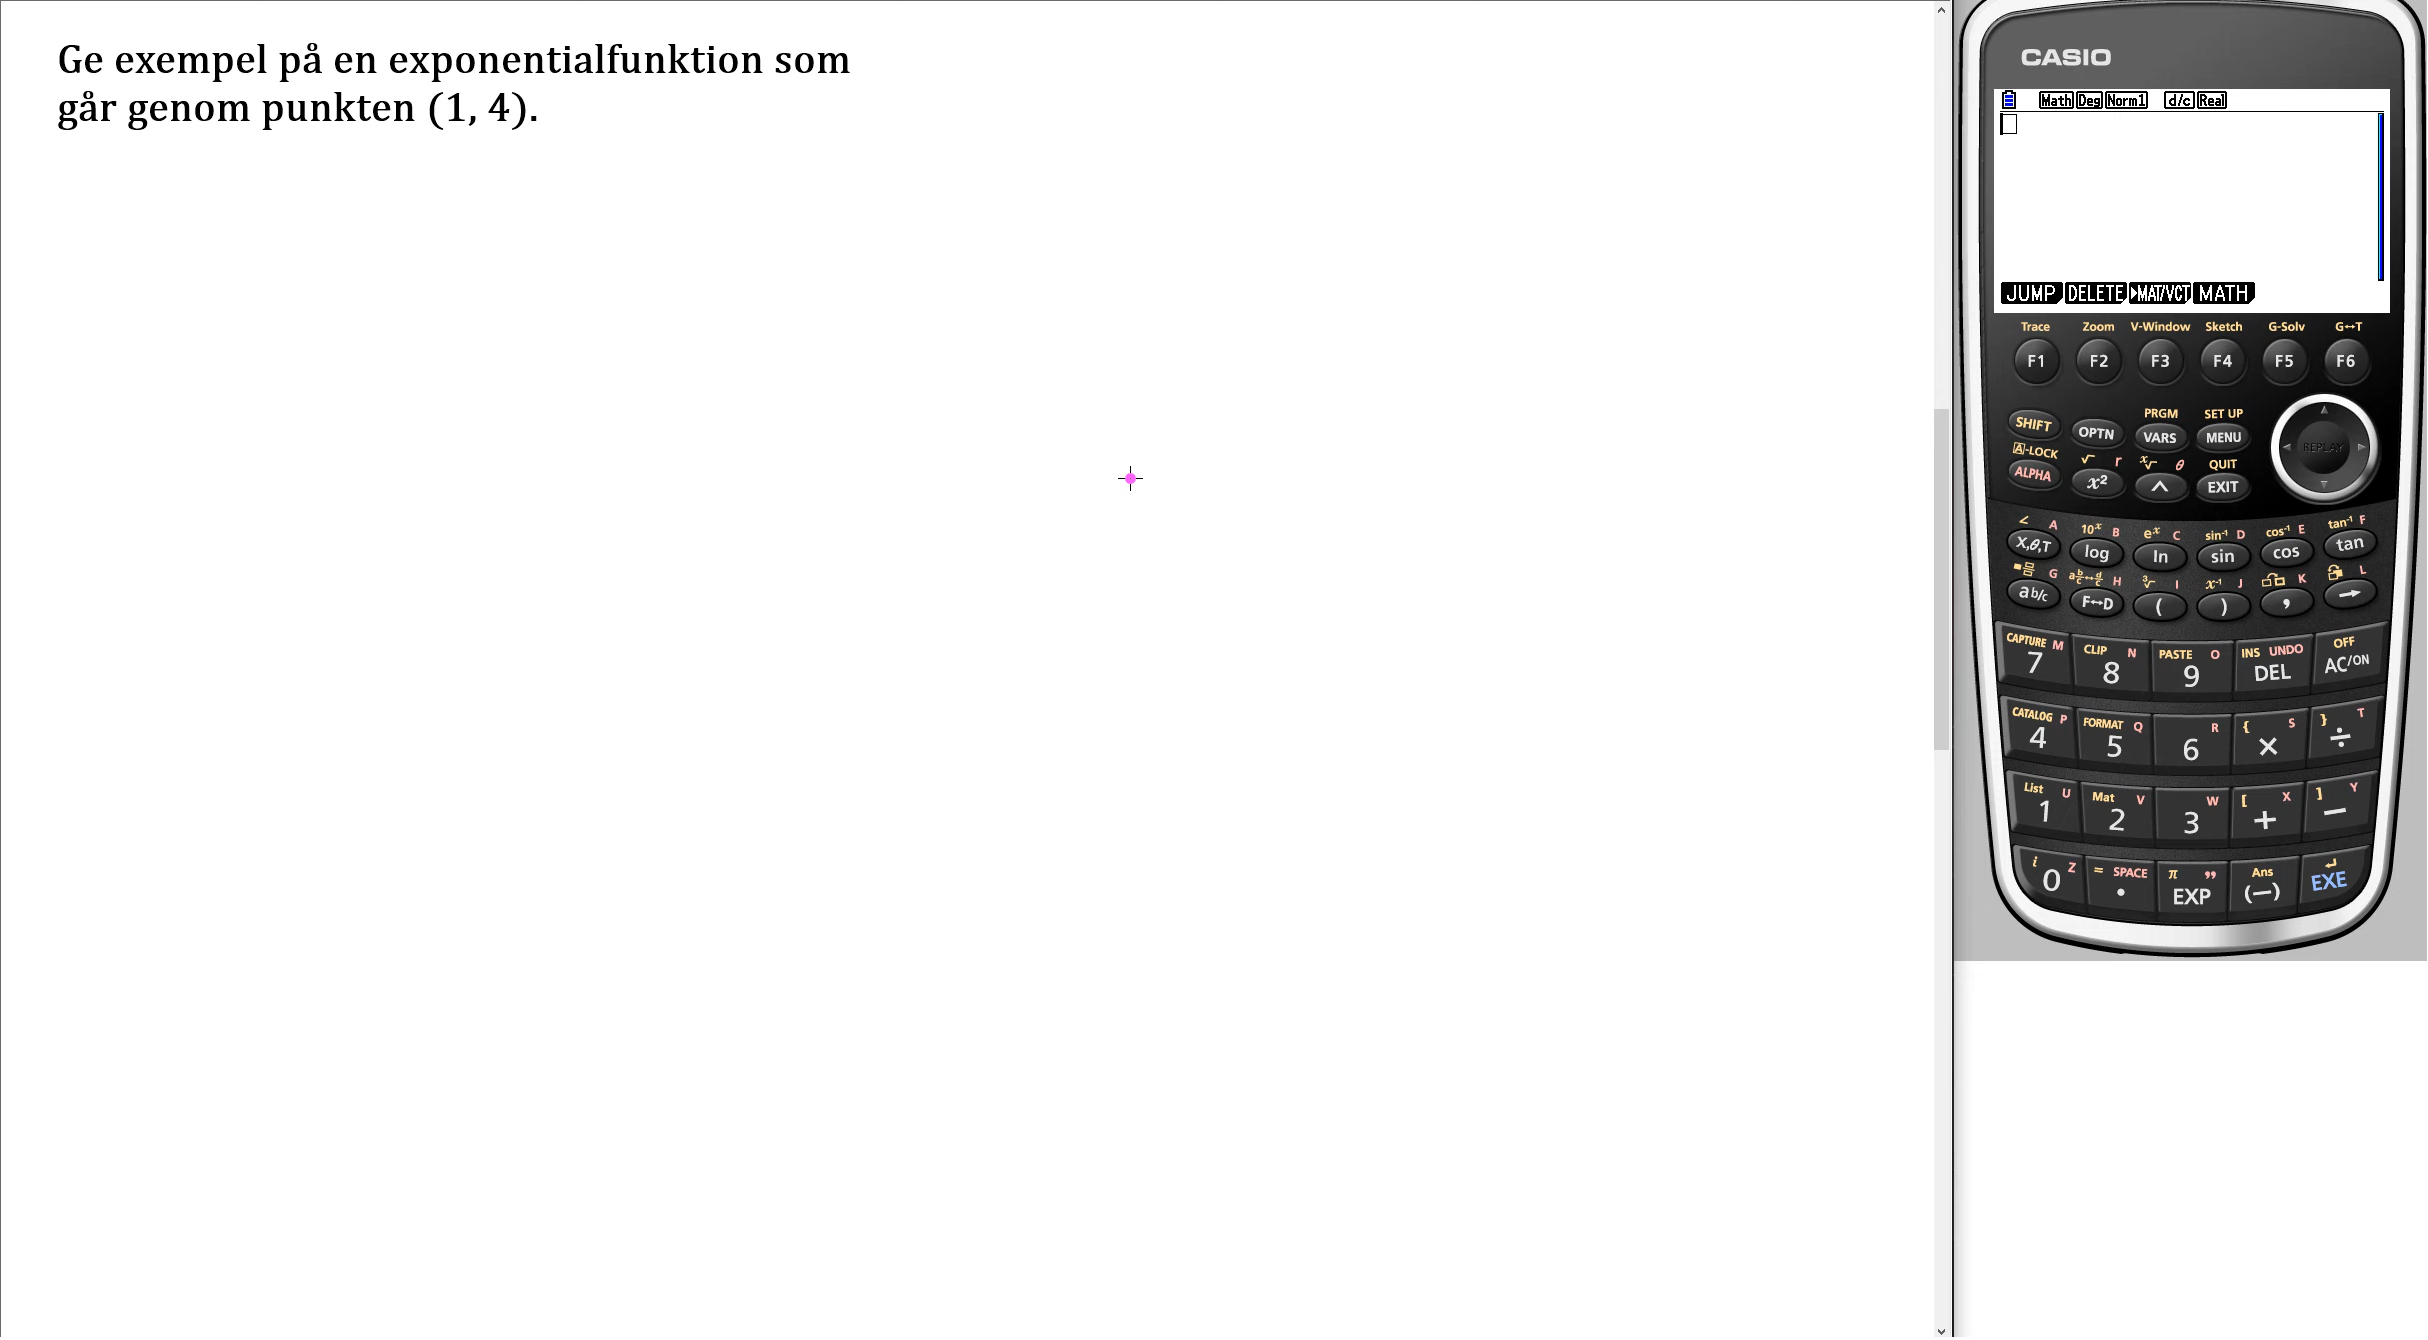 Ge exempel på en exponentialfunktion som
går genom punkten (1, 4).
CASIO
Math Deg Norm1 d/c Real
JUMP DELETE ▶MAT/VCT MATH
Trace Zoom V-Window Sketch G-Solv G↔T
F1 F2 F3 F4 F5 F6
PRGM SET UP
SHIFT OPTN VARS MENU
REPLAY
A-LOCK √ r ˣ√ θ QUIT
ALPHA x² ^ EXIT
∠ A 10ˣ B eˣ C sin⁻¹ D cos⁻¹ E tan⁻¹ F
X,θ,T log ln sin cos tan
G a b/c↔d/c H ³√ I x⁻¹ J K L
a b/c F↔D ( ) , →
CAPTURE M CLIP N PASTE O INS UNDO OFF
7 8 9 DEL AC/ON
CATALOG P FORMAT Q R { S } T
4 5 6 × ÷
List U Mat V W [ X ] Y
1 2 3 + −
i Z = SPACE π " Ans ↵
0 . EXP (−) EXE